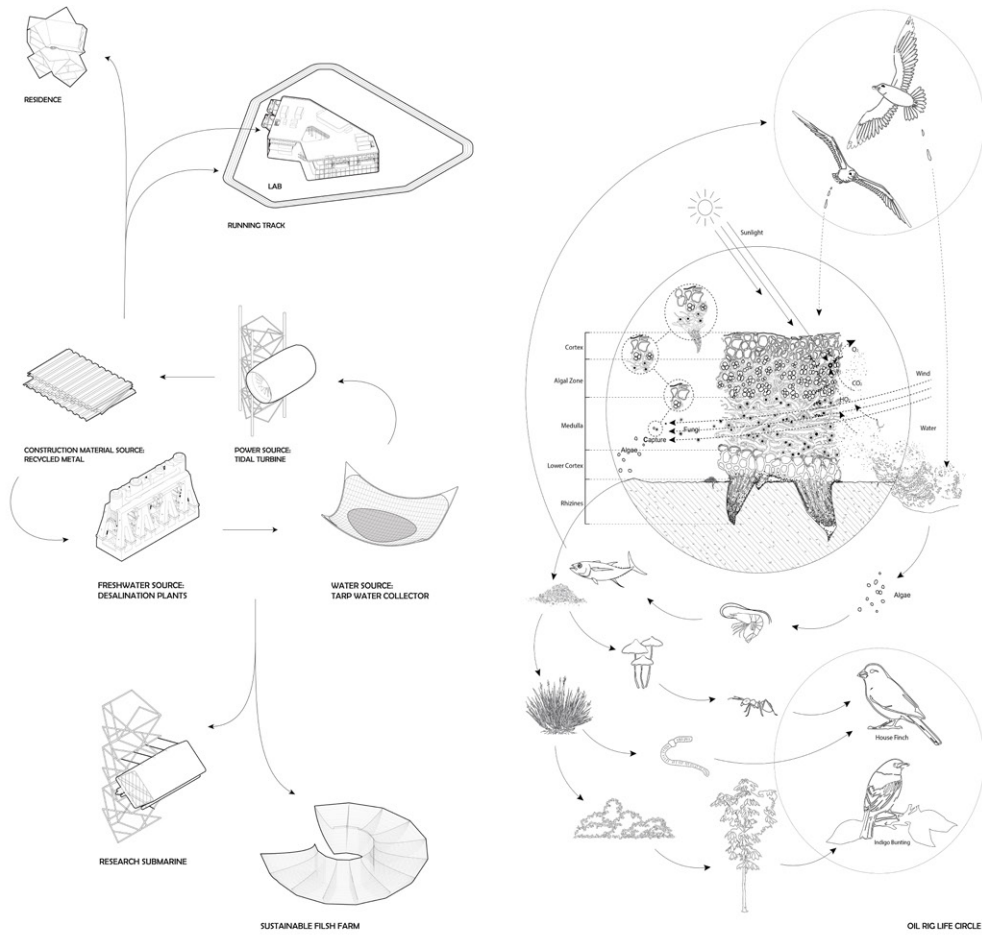 RESIDENCE
LAB
RUNNING TRACK
CONSTRUCTION MATERIAL SOURCE:
RECYCLED METAL
POWER SOURCE:
TIDAL TURBINE
FRESHWATER SOURCE:
DESALINATION PLANTS
WATER SOURCE:
TARP WATER COLLECTOR
RESEARCH SUBMARINE
SUSTAINABLE FILSH FARM
Sunlight
Cortex
Algal Zone
Medulla
Lower Cortex
Rhizines
Wind
CO₂
Water
Fungi
Capture
Algae
Algae
House Finch
Indigo Bunting
OIL RIG LIFE CIRCLE